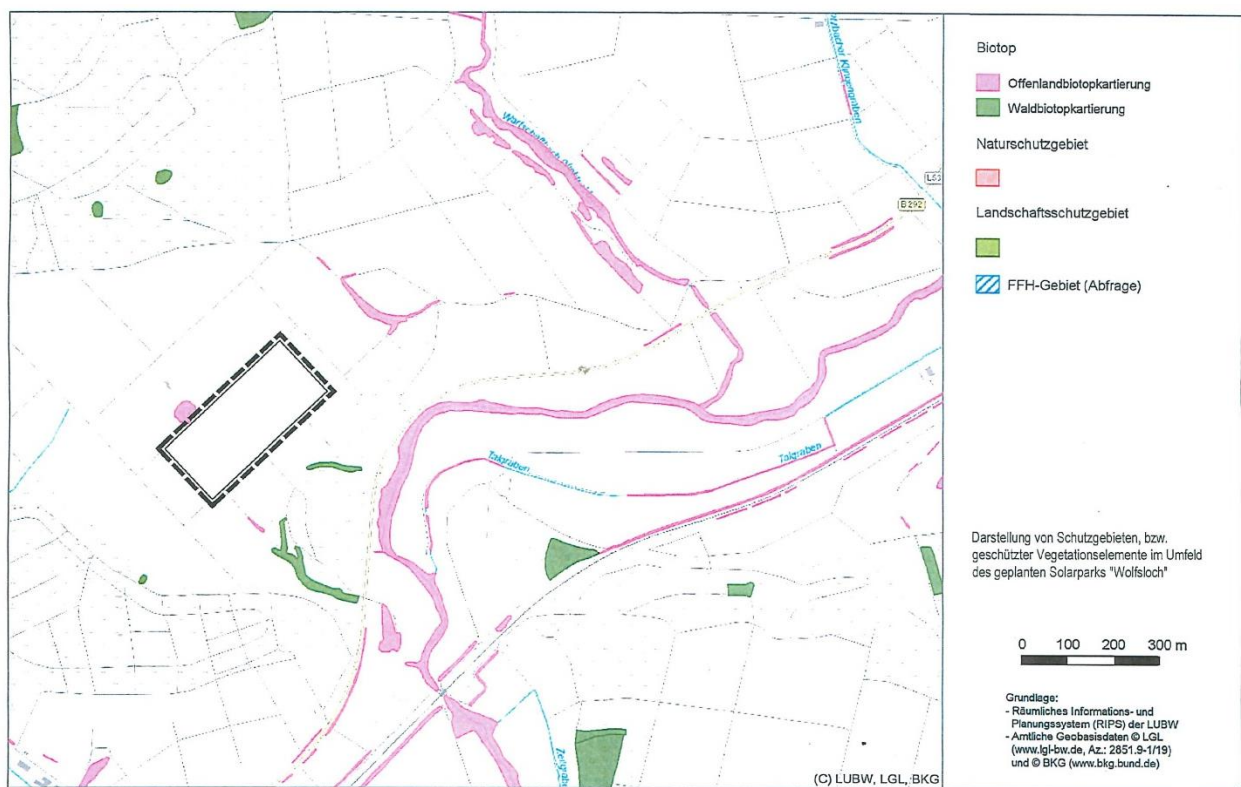 Biotop
Offenlandbiotopkartierung
Waldbiotopkartierung
Naturschutzgebiet
Landschaftsschutzgebiet
FFH-Gebiet (Abfrage)
B292
Talgraben
Talgraben
Darstellung von Schutzgebieten, bzw.
geschützter Vegetationselemente im Umfeld
des geplanten Solarparks "Wolfsloch"
0 100 200 300 m
Grundlage:
- Räumliches Informations- und
Planungssystem (RIPS) der LUBW
- Amtliche Geobasisdaten © LGL
(www.lgl-bw.de, Az.: 2851.9-1/19)
und © BKG (www.bkg.bund.de)
(C) LUBW, LGL, BKG